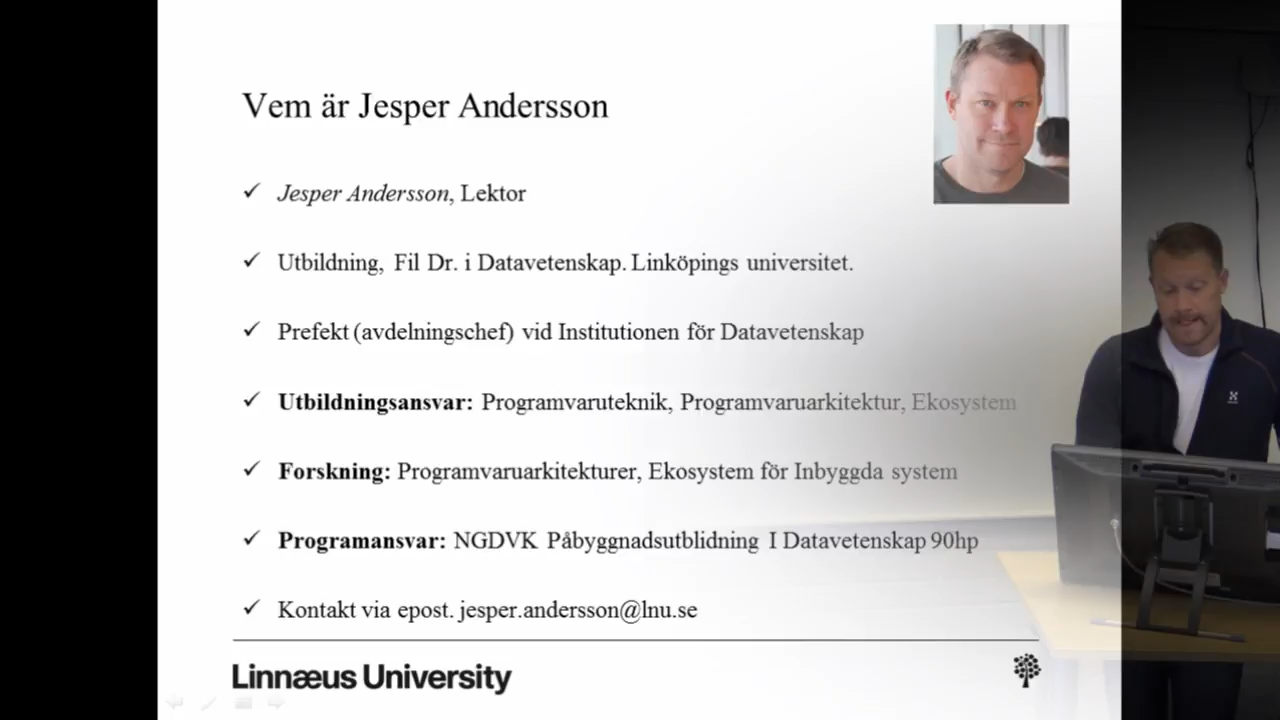 Vem är Jesper Andersson
Jesper Andersson, Lektor
Utbildning, Fil Dr. i Datavetenskap. Linköpings universitet.
Prefekt (avdelningschef) vid Institutionen för Datavetenskap
Utbildningsansvar: Programvaruteknik, Programvaruarkitektur, Ekosystem
Forskning: Programvaruarkitekturer, Ekosystem för Inbyggda system
Programansvar: NGDVK Påbyggnadsutblidning I Datavetenskap 90hp
Kontakt via epost. jesper.andersson@lnu.se
Linnæus University